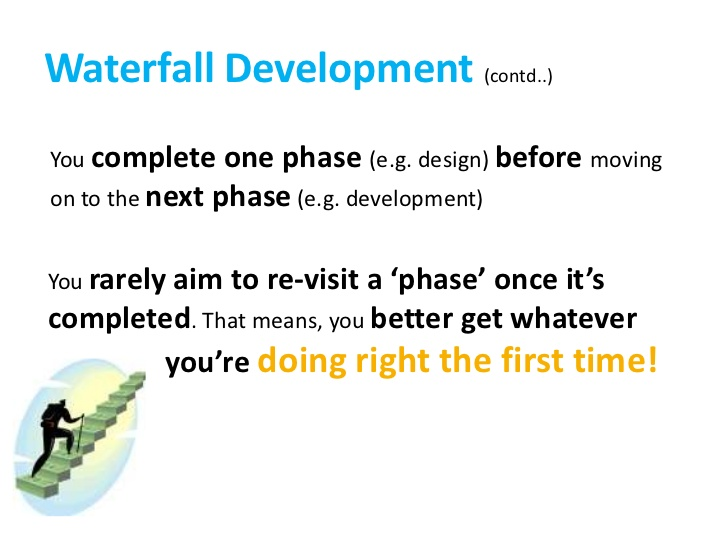 Waterfall Development (contd..)
You complete one phase (e.g. design) before moving
on to the next phase (e.g. development)
You rarely aim to re-visit a ‘phase’ once it’s
completed. That means, you better get whatever
you’re doing right the first time!